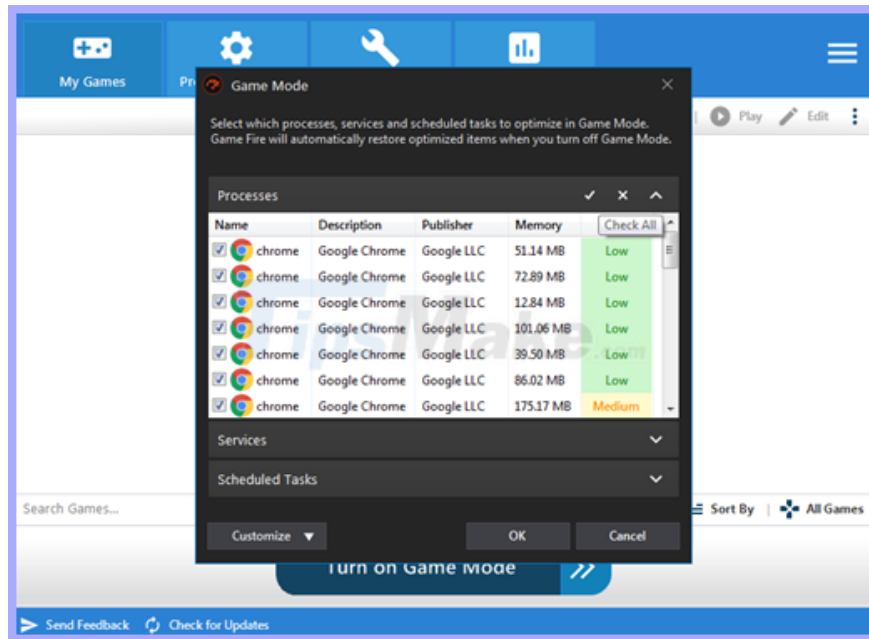 My Games
Pr
Game Mode
Select which processes, services and scheduled tasks to optimize in Game Mode.
Game Fire will automatically restore optimized items when you turn off Game Mode.
Play Edit
Processes
Name Description Publisher Memory Check All
chrome Google Chrome Google LLC 51.14 MB Low
chrome Google Chrome Google LLC 72.89 MB Low
chrome Google Chrome Google LLC 12.84 MB Low
chrome Google Chrome Google LLC 101.06 MB Low
TipsMake.com
chrome Google Chrome Google LLC 39.50 MB Low
chrome Google Chrome Google LLC 86.02 MB Low
chrome Google Chrome Google LLC 175.17 MB Medium
Services
Scheduled Tasks
Search Games...
Sort By | All Games
Customize OK Cancel
Turn on Game Mode
Send Feedback Check for Updates